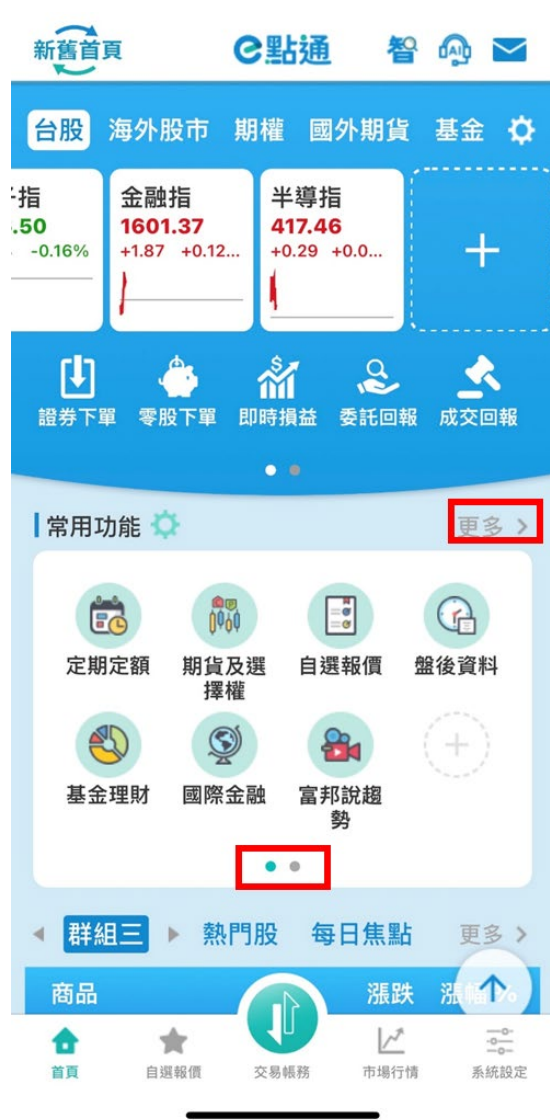 新舊首頁
e點通
智
AI
台股 海外股市 期權 國外期貨 基金
子指 金融指 半導指
.50 1601.37 417.46
-0.16% +1.87 +0.12... +0.29 +0.0...
證券下單 零股下單 即時損益 委託回報 成交回報
常用功能 更多 >
定期定額 期貨及選 自選報價 盤後資料
擇權
基金理財 國際金融 富邦說趨
勢
群組三 熱門股 每日焦點 更多 >
商品 漲跌 漲幅%
首頁 自選報價 交易帳務 市場行情 系統設定